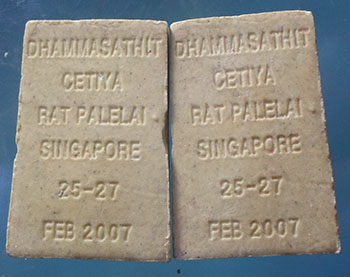 DHAMMASATHIT
CETIYA
RAT PALELAI
SINGAPORE
25-27
FEB 2007
DHAMMASATHIT
CETIYA
RAT PALELAI
SINGAPORE
25-27
FEB 2007